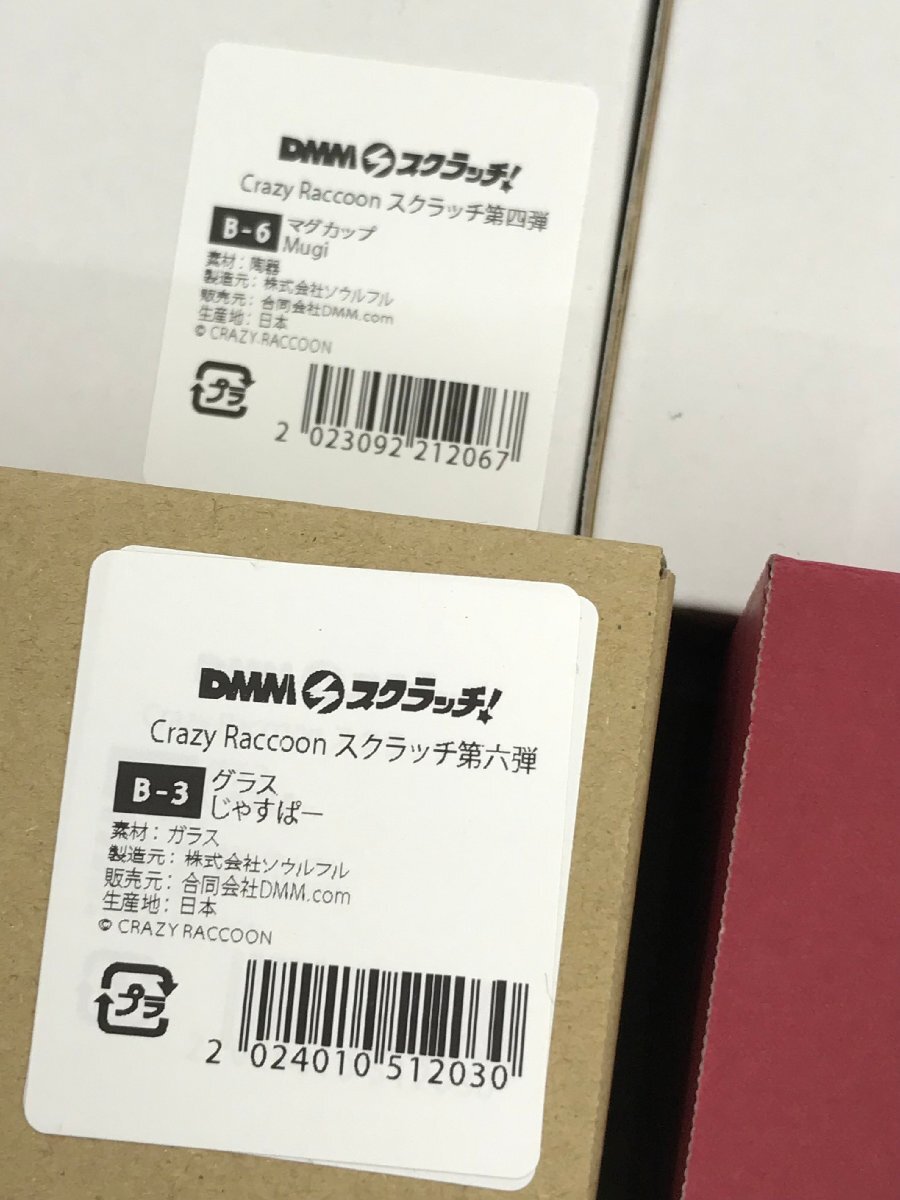 DMM スクラッチ!
Crazy Raccoon スクラッチ第四弾
B-6 マグカップ
Mugi
素材：陶器
製造元：株式会社ソウルフル
販売元：合同会社DMM.com
生産地：日本
© CRAZY RACCOON
プラ
2 023092 212067
DMM スクラッチ!
Crazy Raccoon スクラッチ第六弾
B-3 グラス
じゃすぱー
素材：ガラス
製造元：株式会社ソウルフル
販売元：合同会社DMM.com
生産地：日本
© CRAZY RACCOON
プラ
2 024010 512030